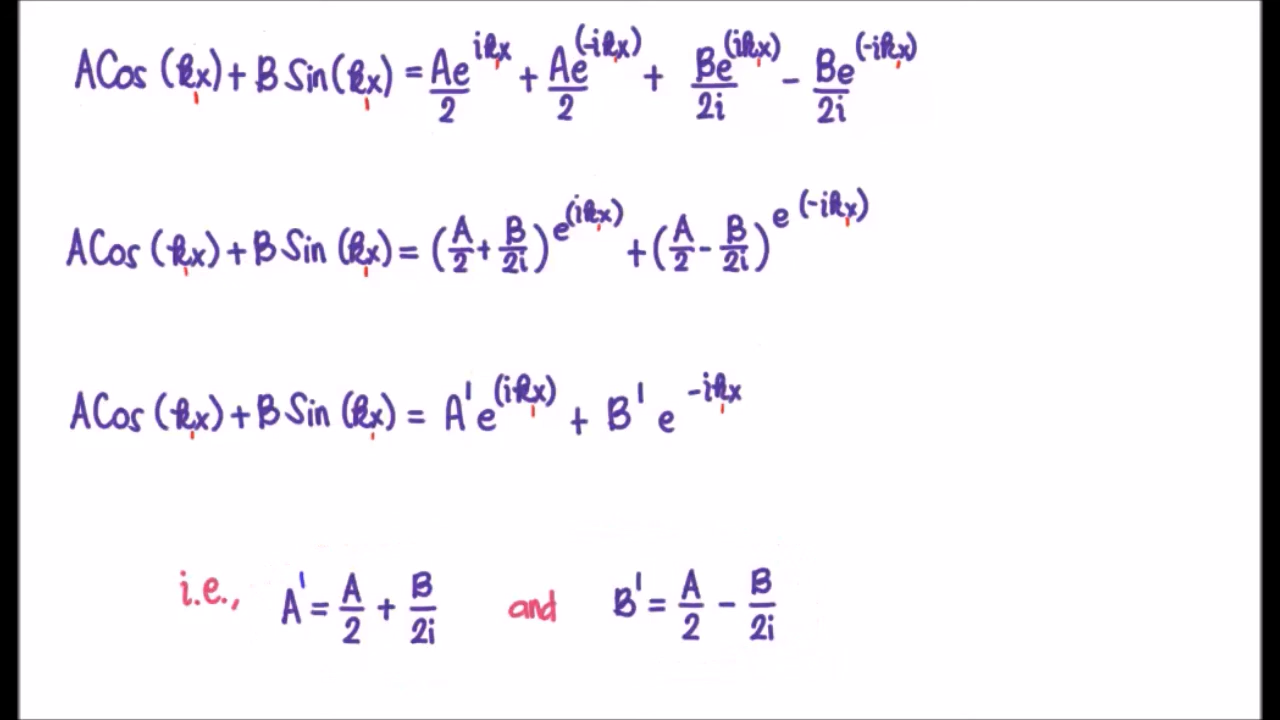 ACos (kx) + B Sin(kx) = Ae^(ikx)/2 + Ae^(-ikx)/2 + Be^(ikx)/2i - Be^(-ikx)/2i
ACos (kx) + B Sin (kx) = (A/2 + B/2i) e^(ikx) + (A/2 - B/2i) e^(-ikx)
ACos (kx) + B Sin (kx) = A' e^(ikx) + B' e^-ikx
i.e., A' = A/2 + B/2i and B' = A/2 - B/2i